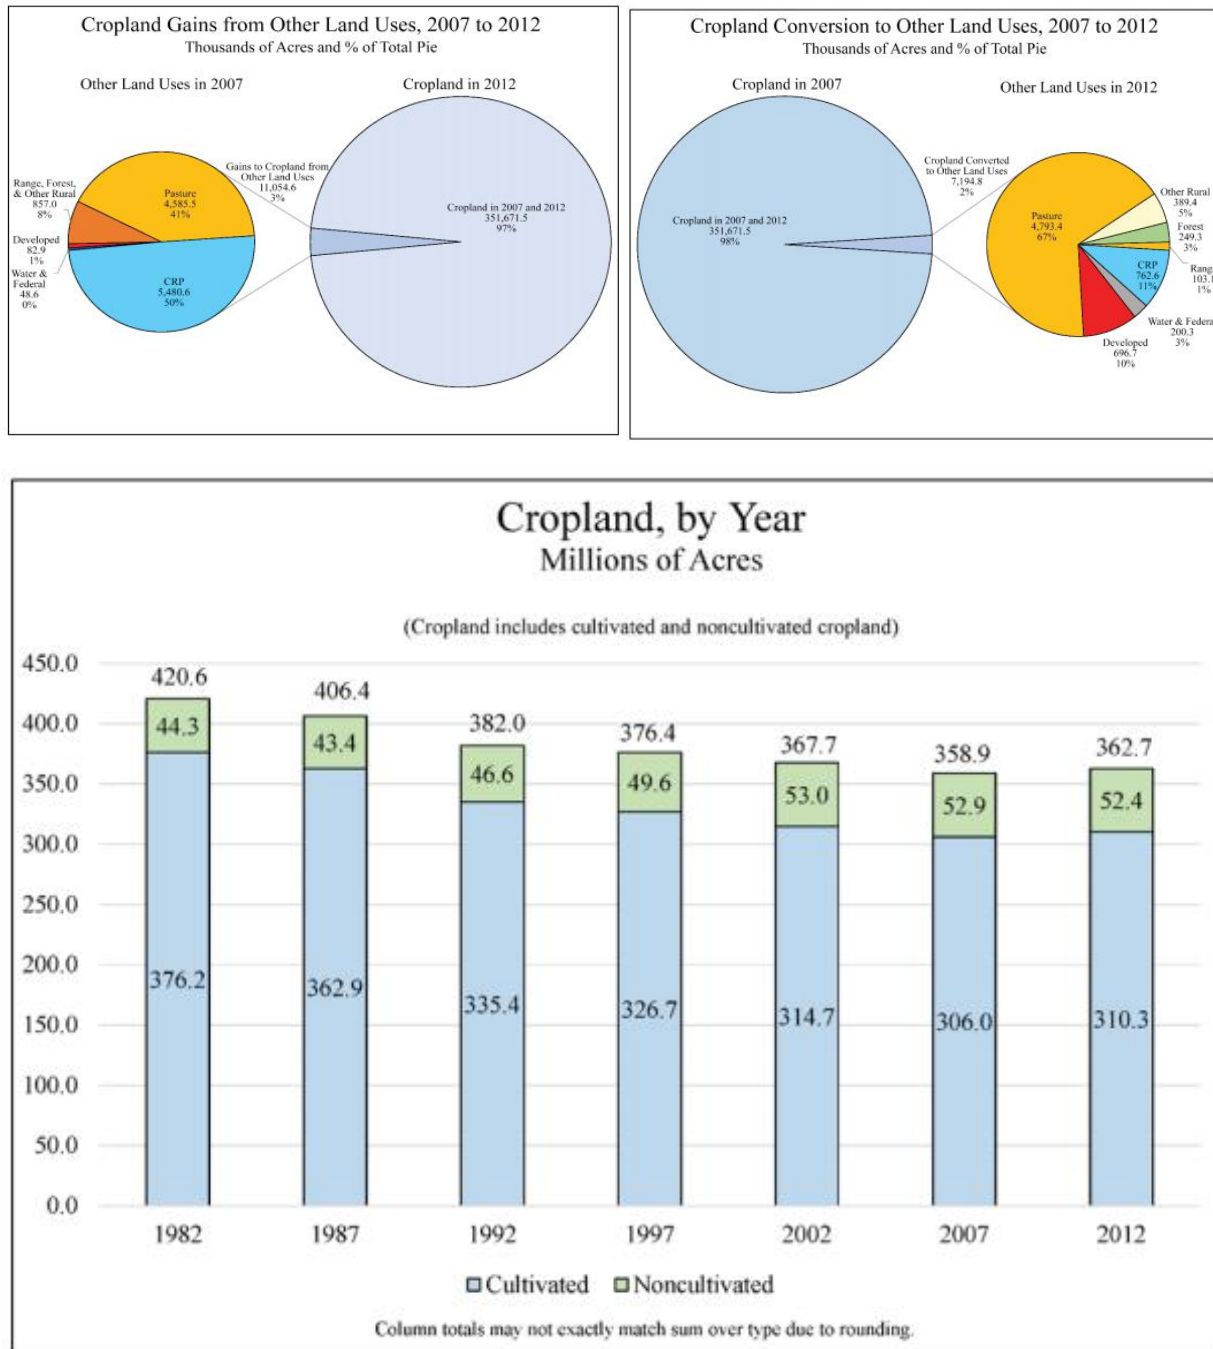 Cropland Gains from Other Land Uses, 2007 to 2012
Thousands of Acres and % of Total Pie
Other Land Uses in 2007
Cropland in 2012
Gains to Cropland from
Other Land Uses
11,054.6
3%
Range, Forest,
& Other Rural
857.0
8%
Pasture
4,585.5
41%
Developed
82.9
1%
Water &
Federal
48.6
0%
CRP
5,480.6
50%
Cropland in 2007 and 2012
351,671.5
97%
Cropland Conversion to Other Land Uses, 2007 to 2012
Thousands of Acres and % of Total Pie
Cropland in 2007
Other Land Uses in 2012
Cropland in 2007 and 2012
351,671.5
98%
Cropland Converted
to Other Land Uses
7,194.8
2%
Pasture
4,793.4
67%
Other Rural
389.4
5%
Forest
249.3
3%
Range
103.1
1%
CRP
762.6
11%
Water & Federal
200.3
3%
Developed
696.7
10%
Cropland, by Year
Millions of Acres
(Cropland includes cultivated and noncultivated cropland)
450.0
400.0
350.0
300.0
250.0
200.0
150.0
100.0
50.0
0.0
420.6
44.3
376.2
406.4
43.4
362.9
382.0
46.6
335.4
376.4
49.6
326.7
367.7
53.0
314.7
358.9
52.9
306.0
362.7
52.4
310.3
1982 1987 1992 1997 2002 2007 2012
Cultivated Noncultivated
Column totals may not exactly match sum over type due to rounding.